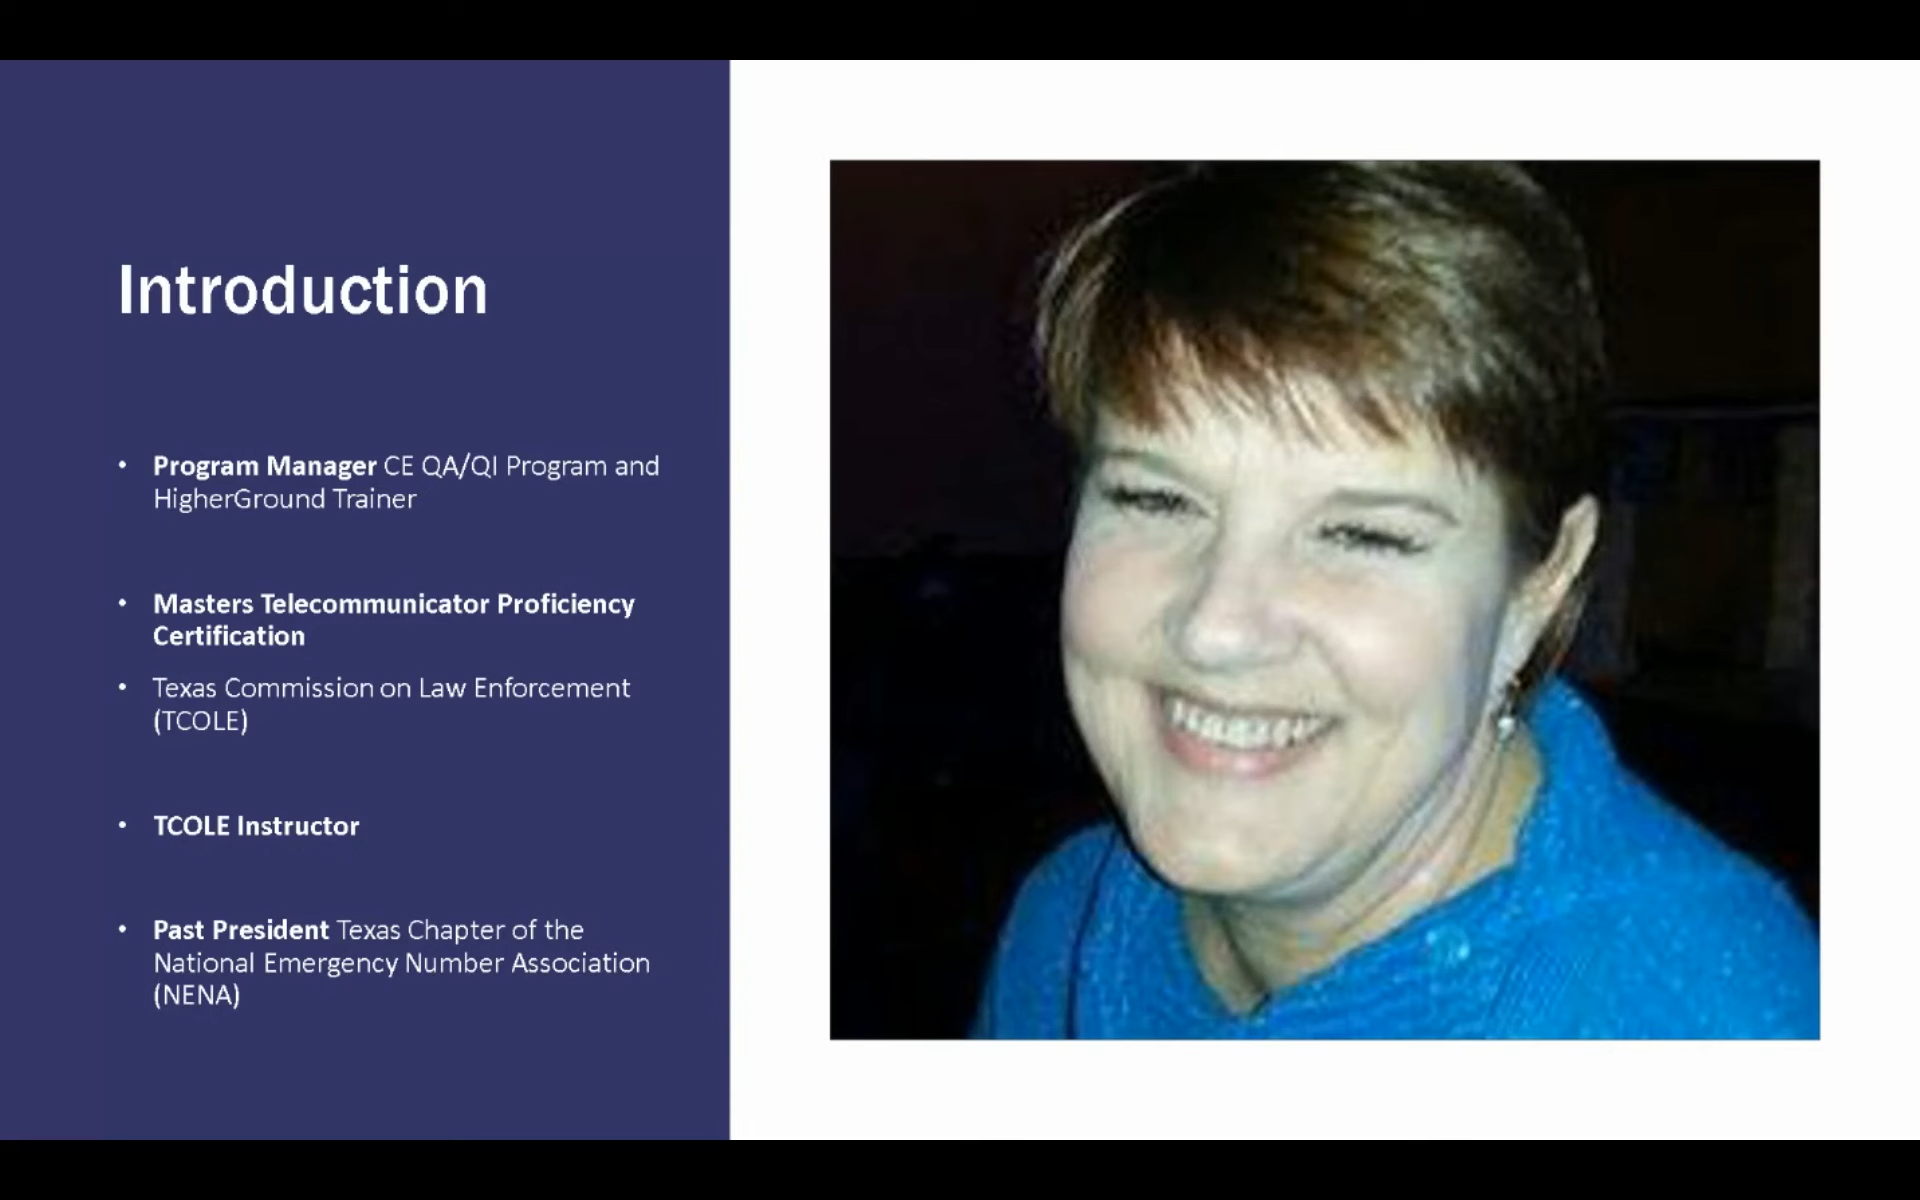 Introduction
• Program Manager CE QA/QI Program and
HigherGround Trainer
• Masters Telecommunicator Proficiency
Certification
• Texas Commission on Law Enforcement
(TCOLE)
• TCOLE Instructor
• Past President Texas Chapter of the
National Emergency Number Association
(NENA)